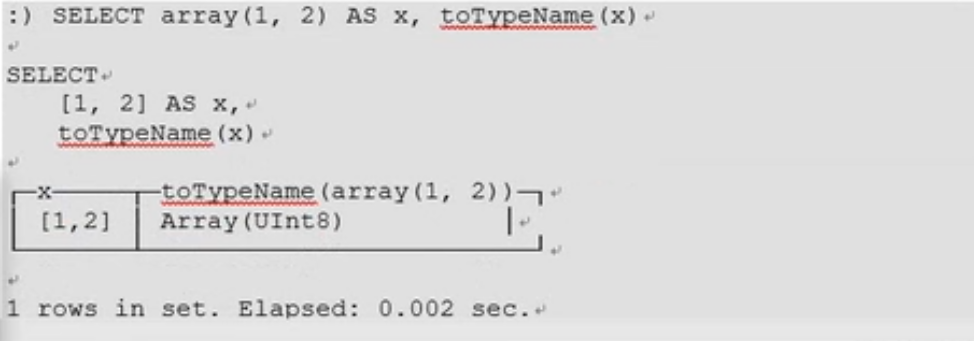 :) SELECT array(1, 2) AS x, toTypeName(x)
SELECT
[1, 2] AS x,
toTypeName(x)
x toTypeName(array(1, 2))
[1,2] Array(UInt8)
1 rows in set. Elapsed: 0.002 sec.